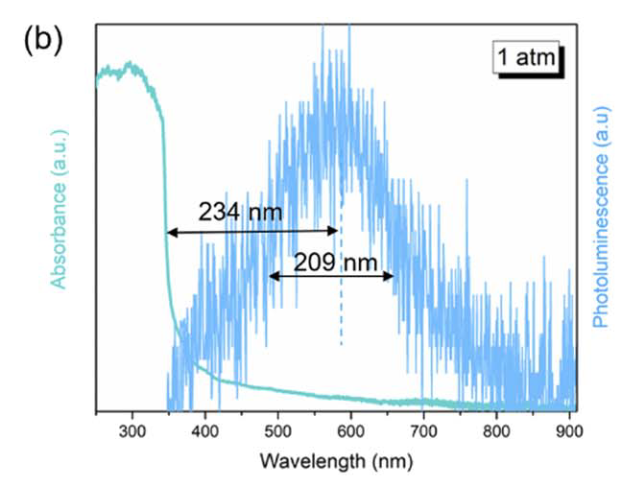 (b)
1 atm
Absorbance (a.u.)
Photoluminescence (a.u)
234 nm
209 nm
300 400 500 600 700 800 900
Wavelength (nm)